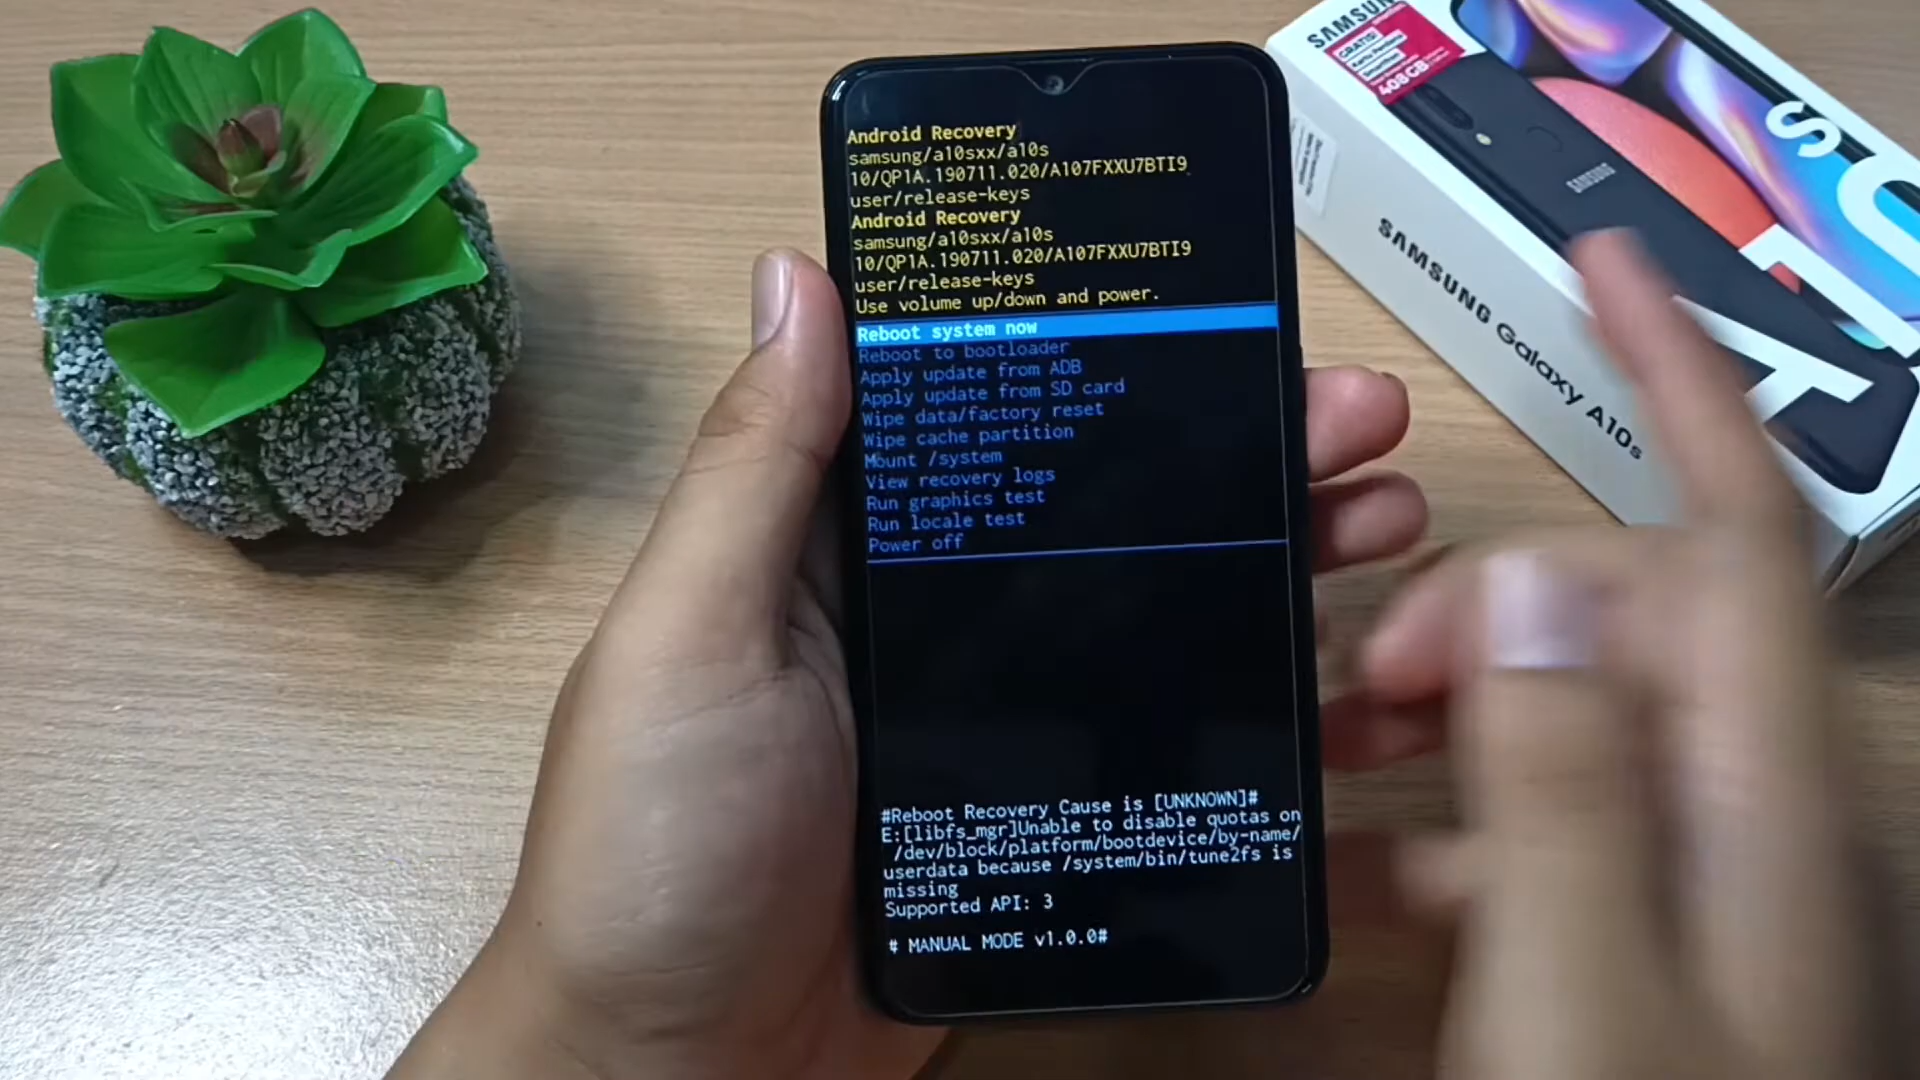 Android Recovery
samsung/a10sxx/a10s
10/QP1A.190711.020/A107FXXU7BTI9
user/release-keys
Android Recovery
samsung/a10sxx/a10s
10/QP1A.190711.020/A107FXXU7BTI9
user/release-keys
Use volume up/down and power.
Reboot system now
Reboot to bootloader
Apply update from ADB
Apply update from SD card
Wipe data/factory reset
Wipe cache partition
Mount /system
View recovery logs
Run graphics test
Run locale test
Power off
#Reboot Recovery Cause is [UNKNOWN]#
E:[libfs_mgr]Unable to disable quotas on
/dev/block/platform/bootdevice/by-name/
userdata because /system/bin/tune2fs is
missing
Supported API: 3
# MANUAL MODE v1.0.0#
SAMSUNG
GRATIS
408GB
SAMSUNG
SAMSUNG Galaxy A10s